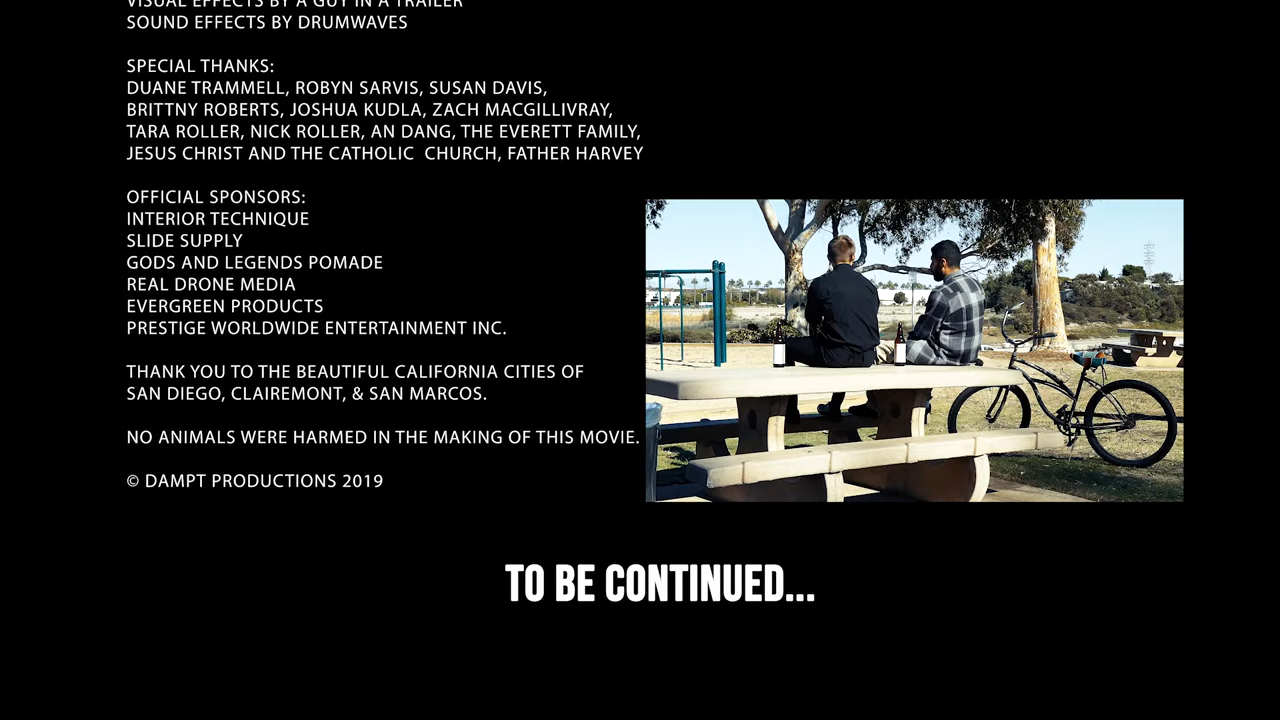 VISUAL EFFECTS BY A GUY IN A TRAILER
SOUND EFFECTS BY DRUMWAVES
SPECIAL THANKS:
DUANE TRAMMELL, ROBYN SARVIS, SUSAN DAVIS,
BRITTNY ROBERTS, JOSHUA KUDLA, ZACH MACGILLIVRAY,
TARA ROLLER, NICK ROLLER, AN DANG, THE EVERETT FAMILY,
JESUS CHRIST AND THE CATHOLIC CHURCH, FATHER HARVEY
OFFICIAL SPONSORS:
INTERIOR TECHNIQUE
SLIDE SUPPLY
GODS AND LEGENDS POMADE
REAL DRONE MEDIA
EVERGREEN PRODUCTS
PRESTIGE WORLDWIDE ENTERTAINMENT INC.
THANK YOU TO THE BEAUTIFUL CALIFORNIA CITIES OF
SAN DIEGO, CLAIREMONT, & SAN MARCOS.
NO ANIMALS WERE HARMED IN THE MAKING OF THIS MOVIE.
© DAMPT PRODUCTIONS 2019
TO BE CONTINUED...